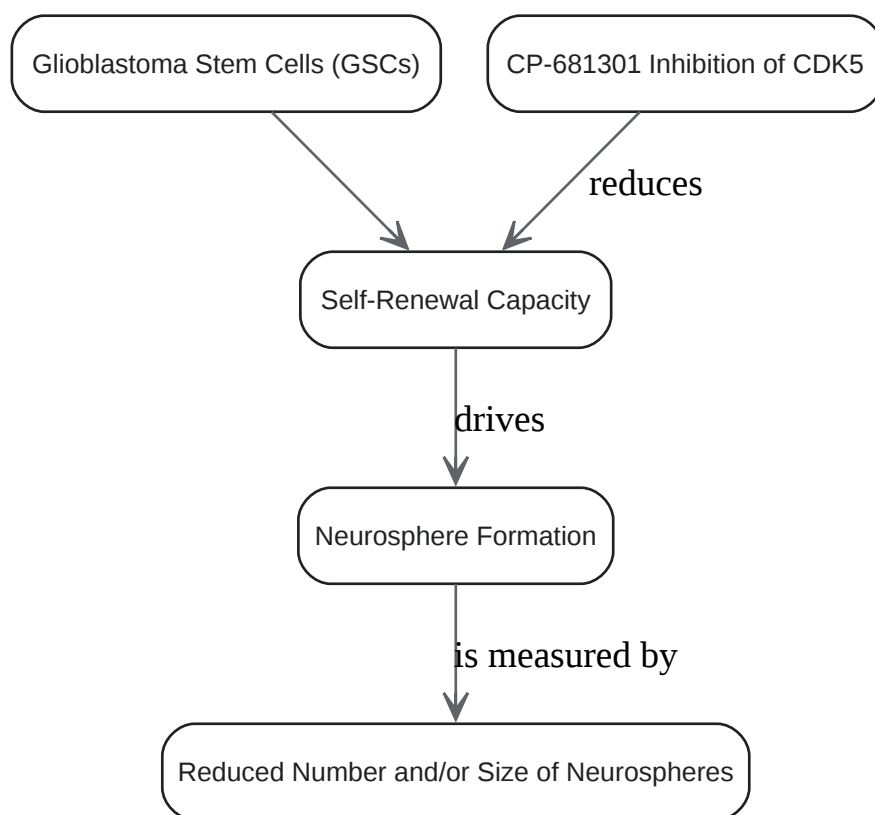 Glioblastoma Stem Cells (GSCs)
CP-681301 Inhibition of CDK5
reduces
Self-Renewal Capacity
drives
Neurosphere Formation
is measured by
Reduced Number and/or Size of Neurospheres